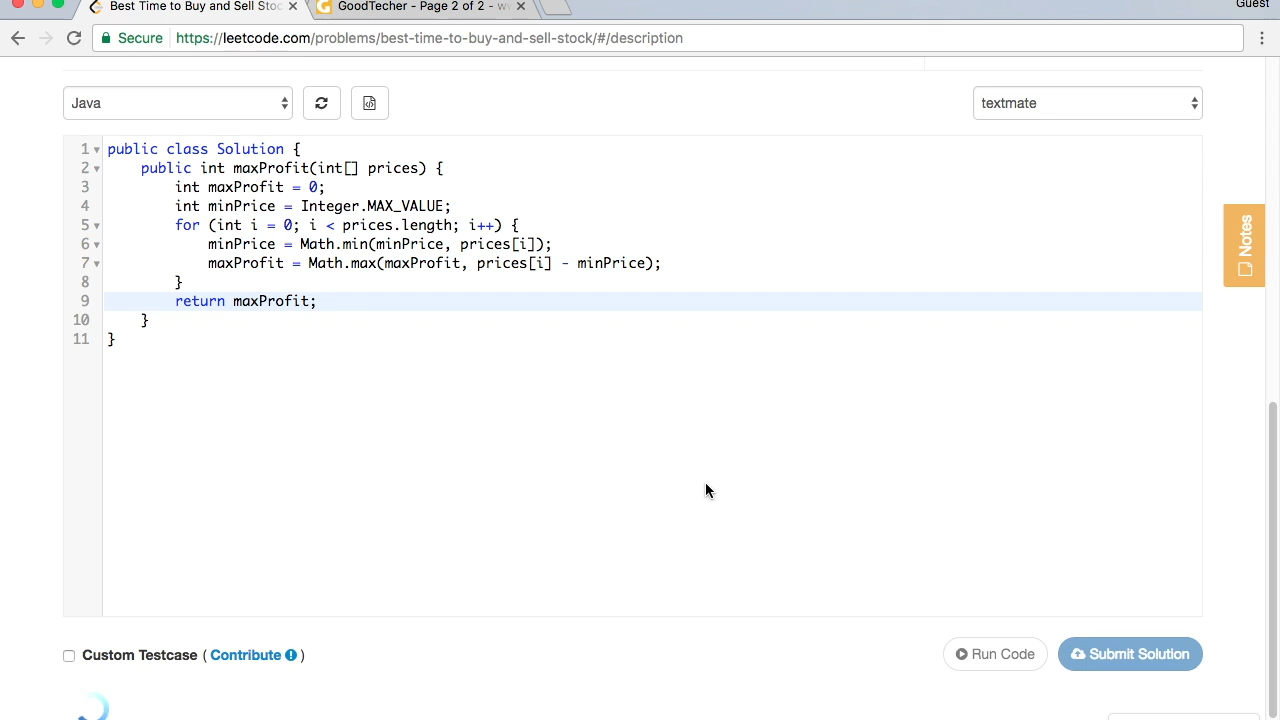 Best Time to Buy and Sell Stoc
GoodTecher - Page 2 of 2 - w
Guest
Secure https://leetcode.com/problems/best-time-to-buy-and-sell-stock/#/description
Java
textmate
1 public class Solution {
2 public int maxProfit(int[] prices) {
3 int maxProfit = 0;
4 int minPrice = Integer.MAX_VALUE;
5 for (int i = 0; i < prices.length; i++) {
6 minPrice = Math.min(minPrice, prices[i]);
7 maxProfit = Math.max(maxProfit, prices[i] - minPrice);
8 }
9 return maxProfit;
10 }
11 }
Notes
Custom Testcase ( Contribute )
Run Code
Submit Solution